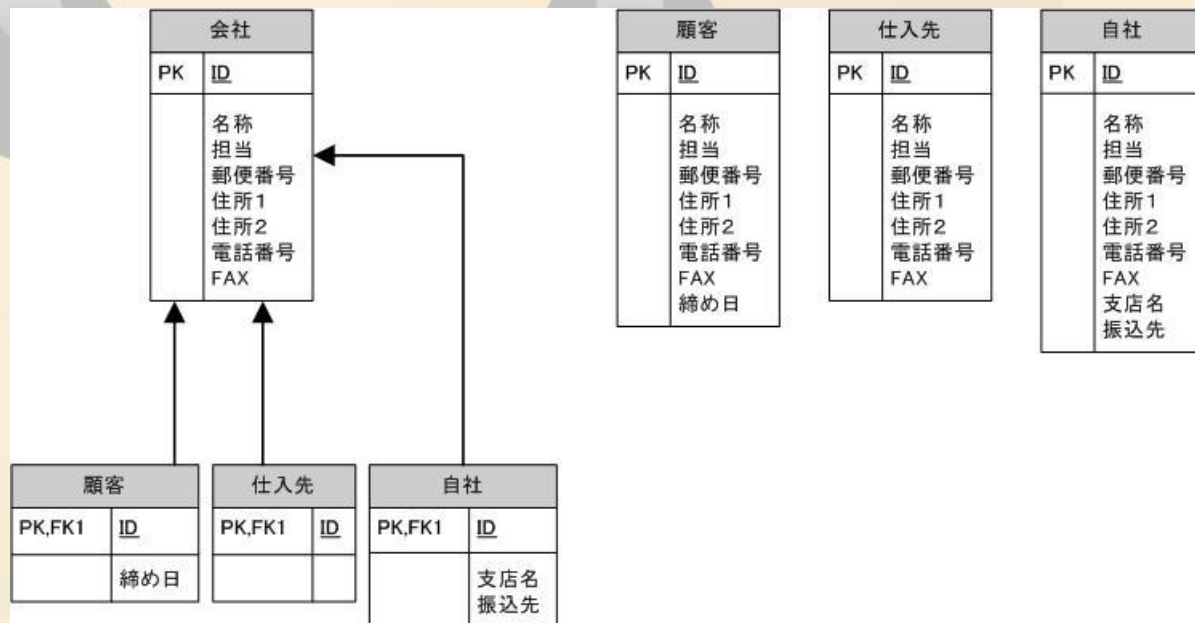 会社
PK ID
名称
担当
郵便番号
住所1
住所2
電話番号
FAX
顧客
PK,FK1 ID
締め日
仕入先
PK,FK1 ID
自社
PK,FK1 ID
支店名
振込先
顧客
PK ID
名称
担当
郵便番号
住所1
住所2
電話番号
FAX
締め日
仕入先
PK ID
名称
担当
郵便番号
住所1
住所2
電話番号
FAX
自社
PK ID
名称
担当
郵便番号
住所1
住所2
電話番号
FAX
支店名
振込先